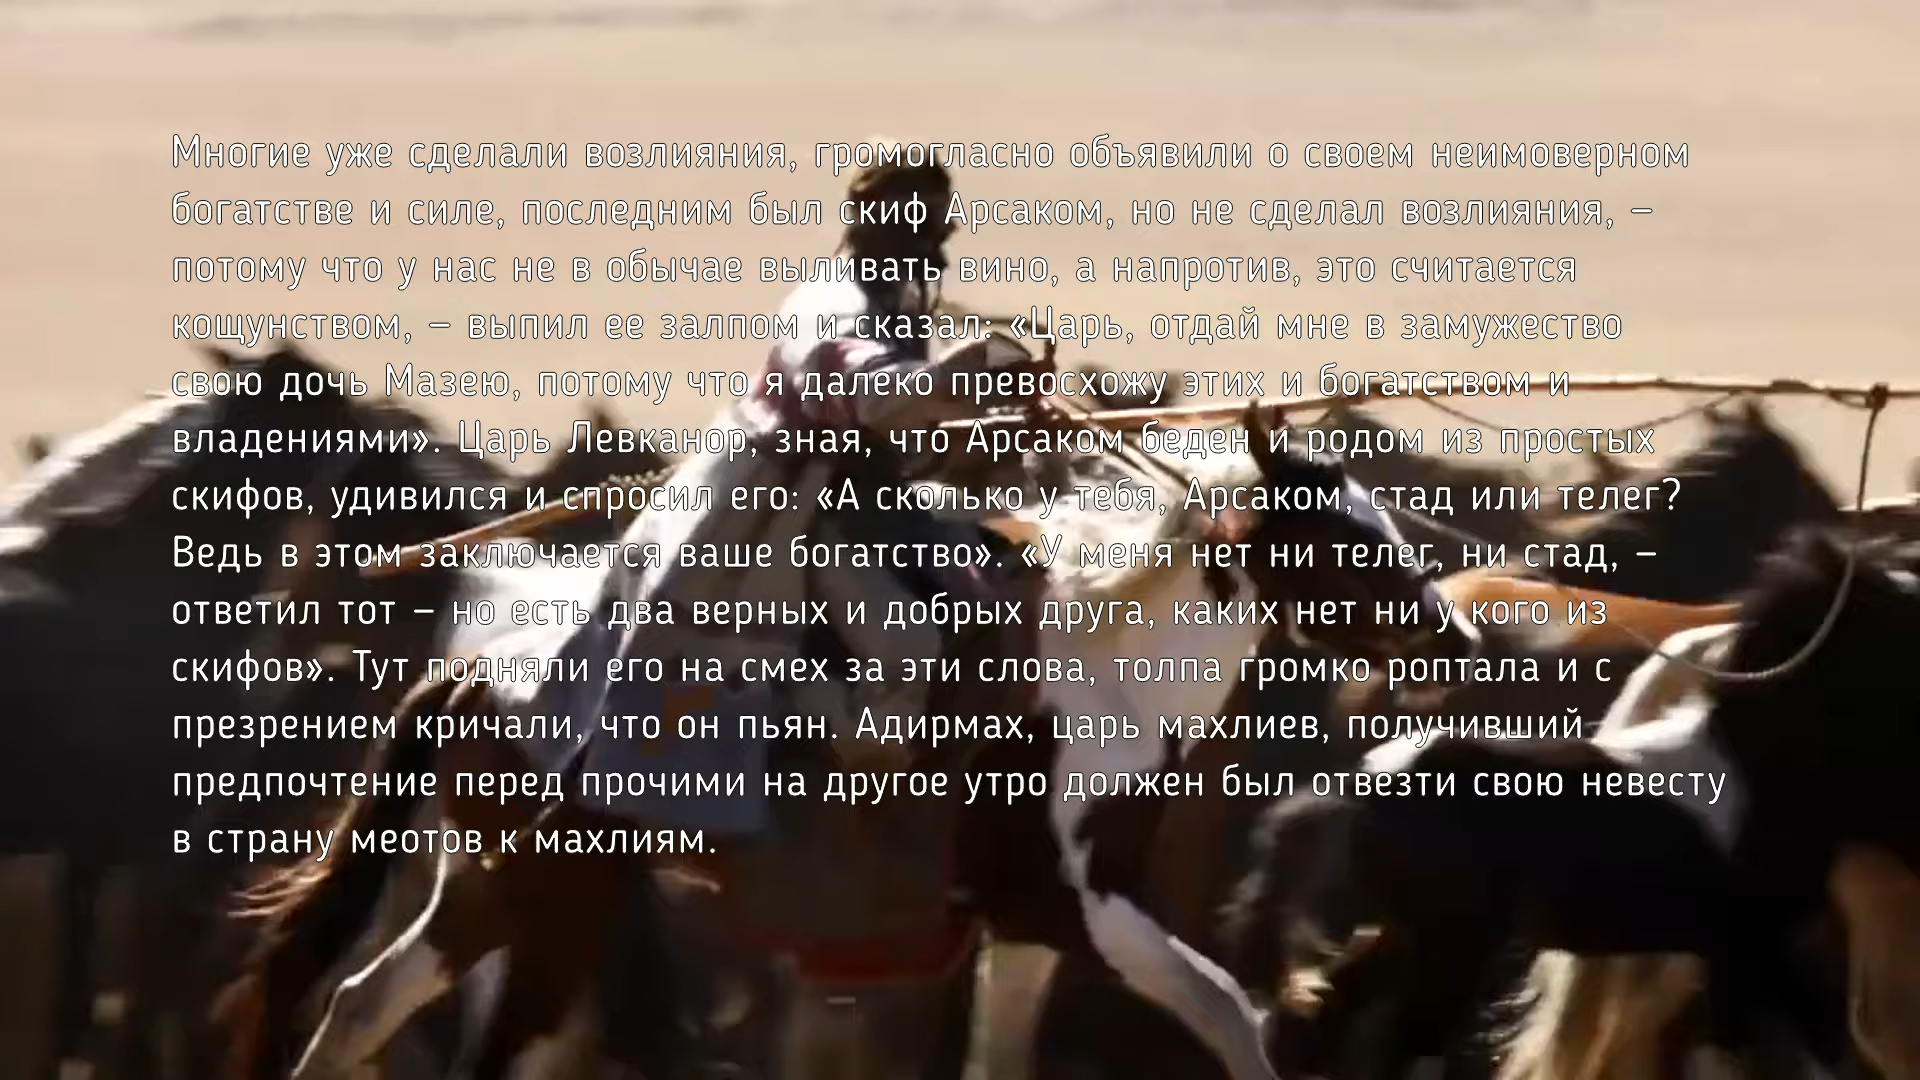 Многие уже сделали возлияния, громогласно объявили о своем неимоверном
богатстве и силе, последним был скиф Арсаком, но не сделал возлияния, –
потому что у нас не в обычае выливать вино, а напротив, это считается
кощунством, – выпил ее залпом и сказал: «Царь, отдай мне в замужество
свою дочь Мазею, потому что я далеко превосхожу этих и богатством и
владениями». Царь Левканор, зная, что Арсаком беден и родом из простых
скифов, удивился и спросил его: «А сколько у тебя, Арсаком, стад или телег?
Ведь в этом заключается ваше богатство». «У меня нет ни телег, ни стад, –
ответил тот – но есть два верных и добрых друга, каких нет ни у кого из
скифов». Тут подняли его на смех за эти слова, толпа громко роптала и с
презрением кричали, что он пьян. Адирмах, царь махлиев, получивший
предпочтение перед прочими на другое утро должен был отвезти свою невесту
в страну меотов к махлиям.